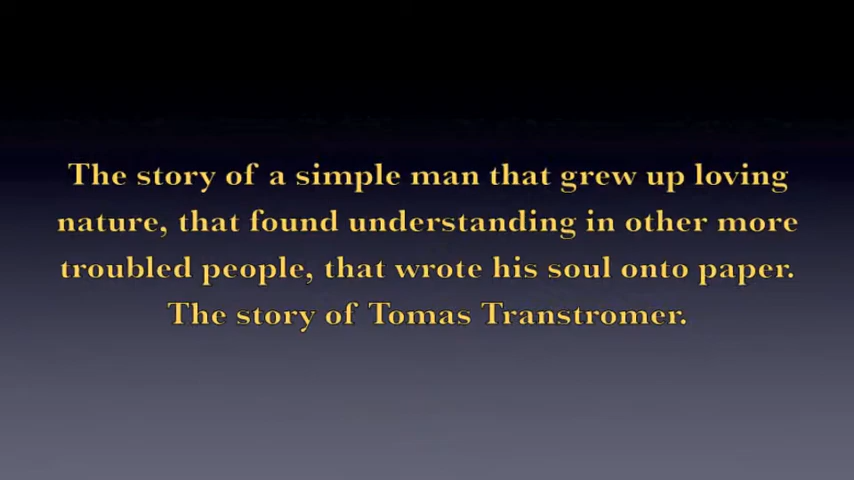 The story of a simple man that grew up loving
nature, that found understanding in other more
troubled people, that wrote his soul onto paper.
The story of Tomas Transtromer.